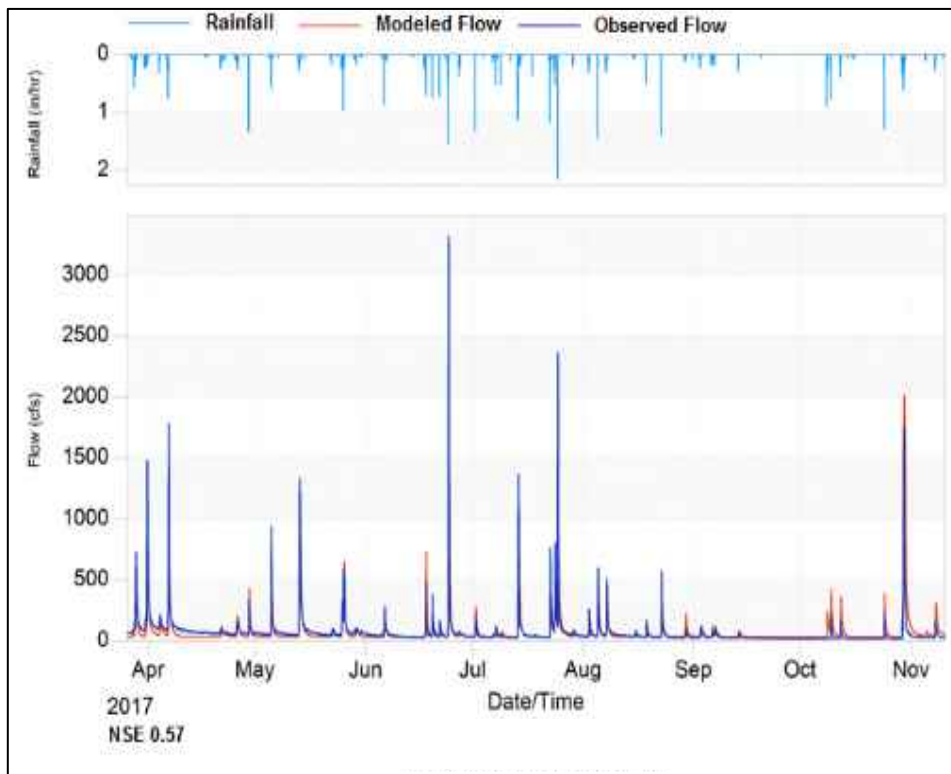 Rainfall Modeled Flow Observed Flow
Rainfall (in/hr)
0
1
2
Flow (cfs)
3000
2500
2000
1500
1000
500
0
Apr May Jun Jul Aug Sep Oct Nov
Date/Time
2017
NSE 0.57